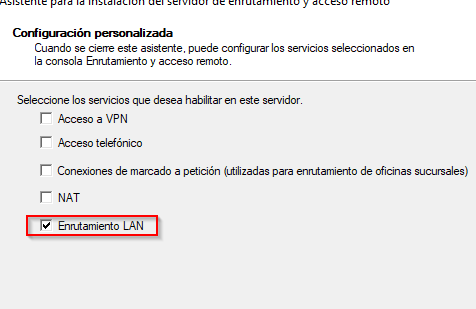 Asistente para la instalación del servidor de enrutamiento y acceso remoto
Configuración personalizada
Cuando se cierre este asistente, puede configurar los servicios seleccionados en
la consola Enrutamiento y acceso remoto.
Seleccione los servicios que desea habilitar en este servidor.
Acceso a VPN
Acceso telefónico
Conexiones de marcado a petición (utilizadas para enrutamiento de oficinas sucursales)
NAT
Enrutamiento LAN